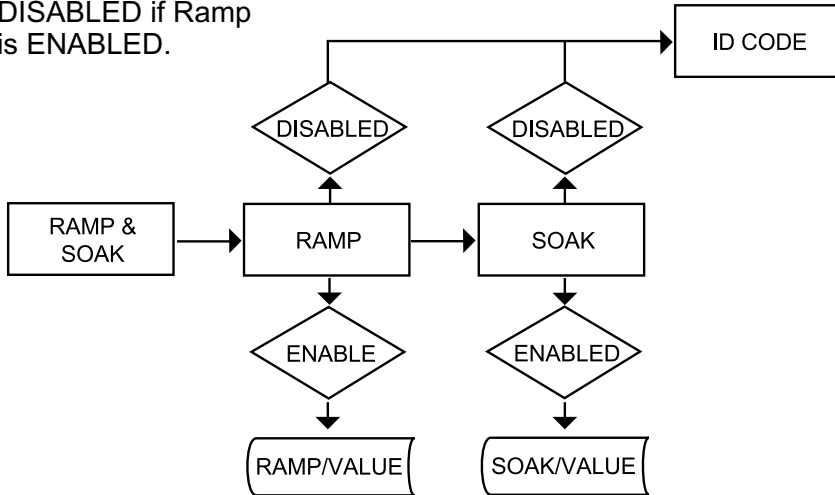 DISABLED if Ramp
is ENABLED.
ID CODE
DISABLED
DISABLED
RAMP &
SOAK
RAMP
SOAK
ENABLE
ENABLED
RAMP/VALUE
SOAK/VALUE